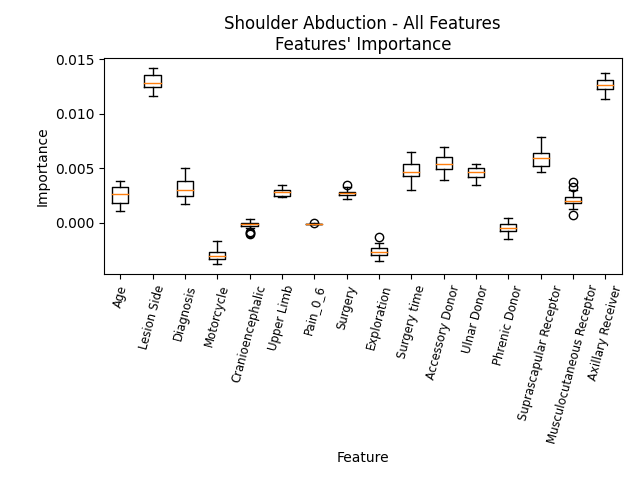 Shoulder Abduction - All Features
Features' Importance
Importance
0.015
0.010
0.005
0.000
Age
Lesion Side
Diagnosis
Motorcycle
Cranioencephalic
Upper Limb
Pain_0_6
Surgery
Exploration
Surgery time
Accessory Donor
Ulnar Donor
Phrenic Donor
Suprascapular Receptor
Musculocutaneous Receptor
Axillary Receiver
Feature